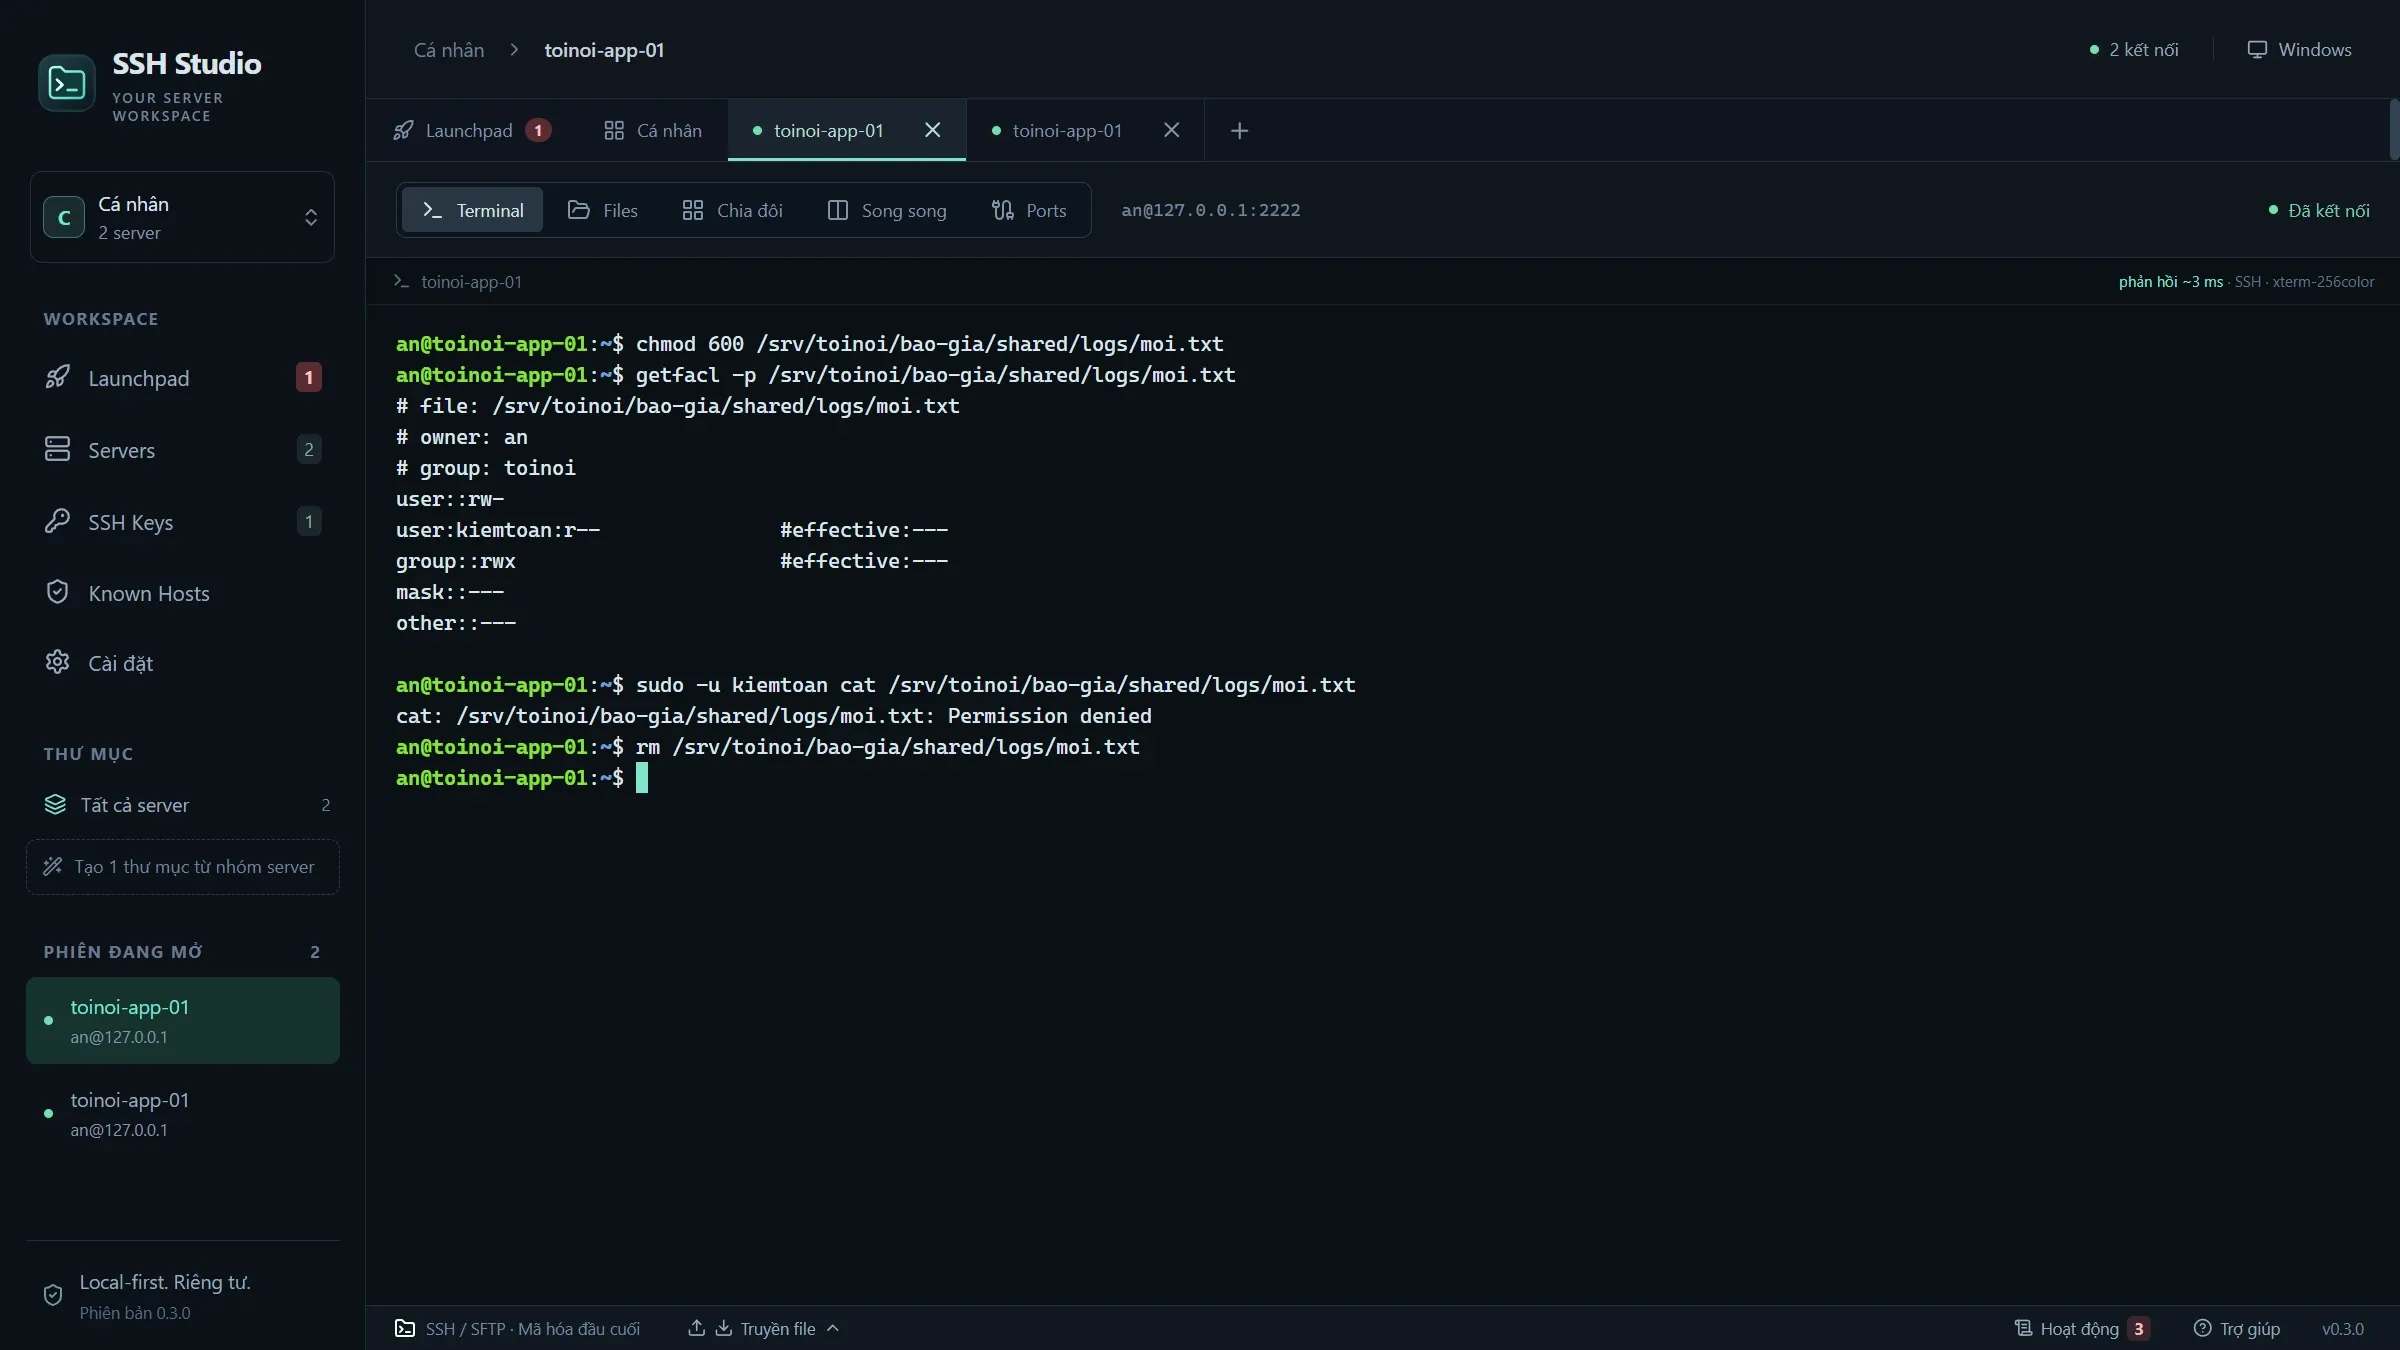 SSH Studio
YOUR SERVER
WORKSPACE
C
Cá nhân
2 server
WORKSPACE
Launchpad 1
Servers 2
SSH Keys 1
Known Hosts
Cài đặt
THƯ MỤC
Tất cả server 2
Tạo 1 thư mục từ nhóm server
PHIÊN ĐANG MỞ 2
toinoi-app-01
an@127.0.0.1
toinoi-app-01
an@127.0.0.1
Local-first. Riêng tư.
Phiên bản 0.3.0
Cá nhân > toinoi-app-01
2 kết nối
Windows
Launchpad 1
Cá nhân
toinoi-app-01
toinoi-app-01
Terminal
Files
Chia đôi
Song song
Ports
an@127.0.0.1:2222
Đã kết nối
toinoi-app-01
phản hồi ~3 ms · SSH · xterm-256color
an@toinoi-app-01:~$ chmod 600 /srv/toinoi/bao-gia/shared/logs/moi.txt
an@toinoi-app-01:~$ getfacl -p /srv/toinoi/bao-gia/shared/logs/moi.txt
# file: /srv/toinoi/bao-gia/shared/logs/moi.txt
# owner: an
# group: toinoi
user::rw-
user:kiemtoan:r-- #effective:---
group::rwx #effective:---
mask::---
other::---
an@toinoi-app-01:~$ sudo -u kiemtoan cat /srv/toinoi/bao-gia/shared/logs/moi.txt
cat: /srv/toinoi/bao-gia/shared/logs/moi.txt: Permission denied
an@toinoi-app-01:~$ rm /srv/toinoi/bao-gia/shared/logs/moi.txt
an@toinoi-app-01:~$
SSH / SFTP · Mã hóa đầu cuối
Truyền file
Hoạt động 3
Trợ giúp
v0.3.0